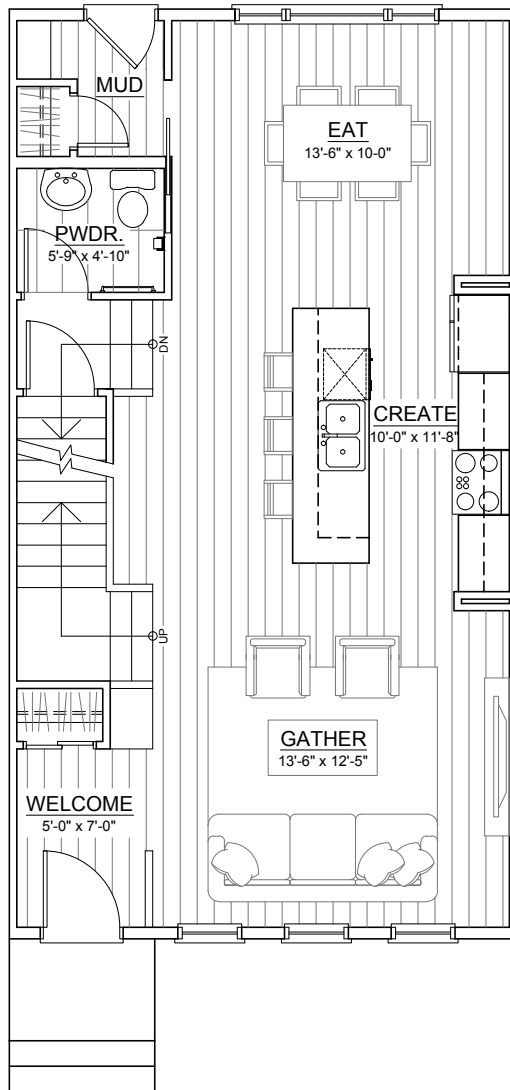 MUD
EAT
13'-6" x 10-0"
PWDR.
5'-9" x 4'-10"
DN
CREATE
10'-0" x 11'-8"
UP
GATHER
13'-6" x 12'-5"
WELCOME
5'-0" x 7'-0"